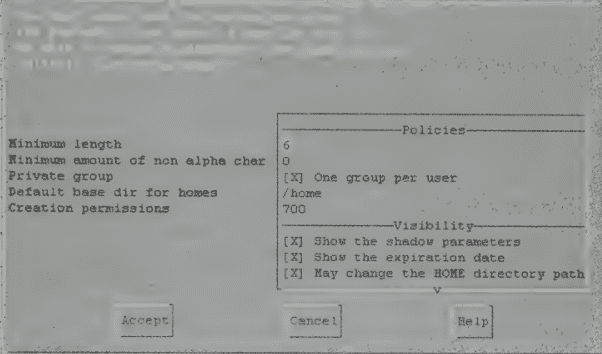 Policies
Minimum length 6
Minimum amount of non alpha char 0
Private group [X] One group per user
Default base dir for homes /home
Creation permissions 700
Visibility
[X] Show the shadow parameters
[X] Show the expiration date
[X] May change the HOME directory path
v
Accept Cancel Help